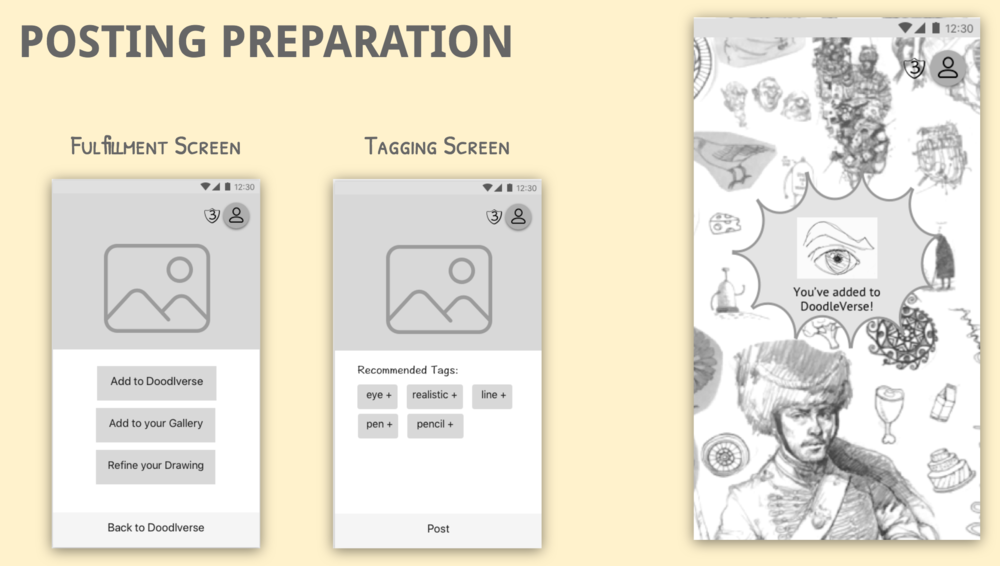 POSTING PREPARATION
Fulfillment Screen
12:30
3
Add to Doodlverse
Add to your Gallery
Refine your Drawing
Back to Doodlverse
Tagging Screen
12:30
3
Recommended Tags:
eye +
realistic +
line +
pen +
pencil +
Post
12:30
3
You've added to
DoodleVerse!